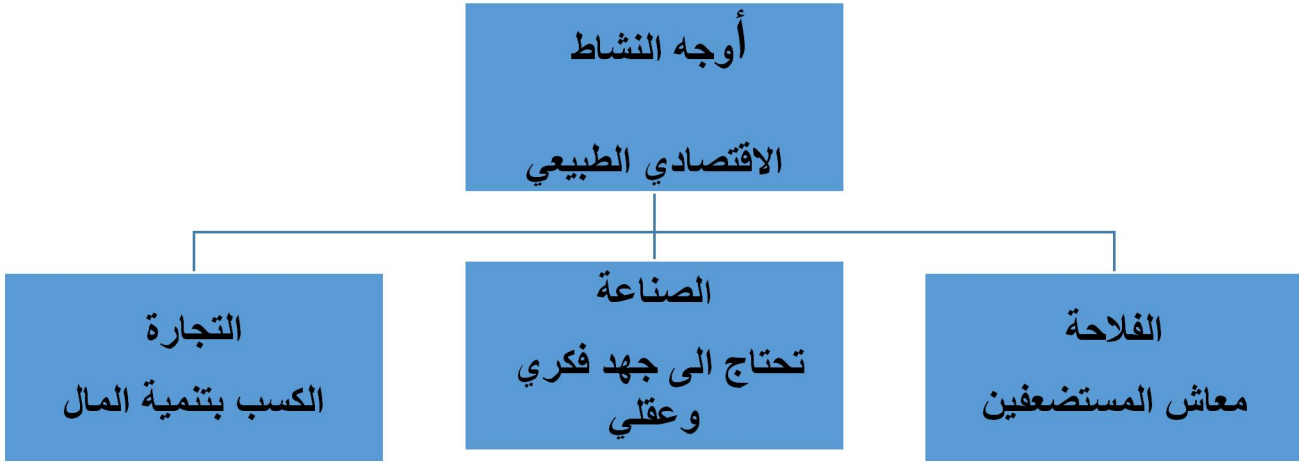 أوجه النشاط
الاقتصادي الطبيعي
الفلاحة
معاش المستضعفين
الصناعة
تحتاج الى جهد فكري
وعقلي
التجارة
الكسب بتنمية المال